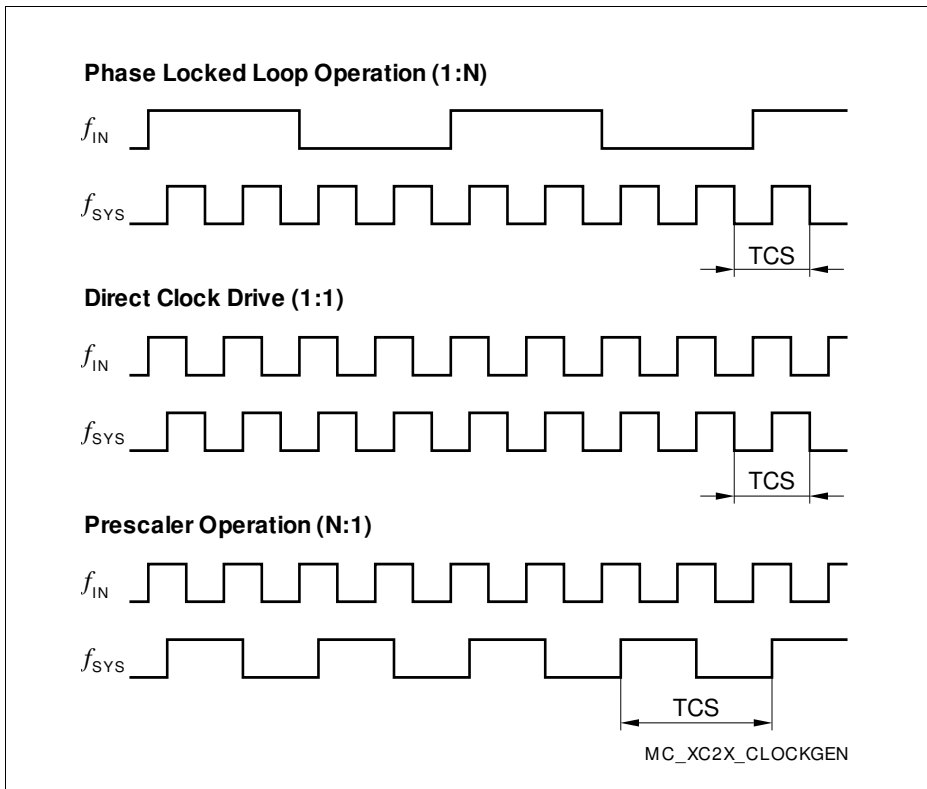 Phase Locked Loop Operation (1:N)
fIN
fSYS
TCS
Direct Clock Drive (1:1)
fIN
fSYS
TCS
Prescaler Operation (N:1)
fIN
fSYS
TCS
MC_XC2X_CLOCKGEN